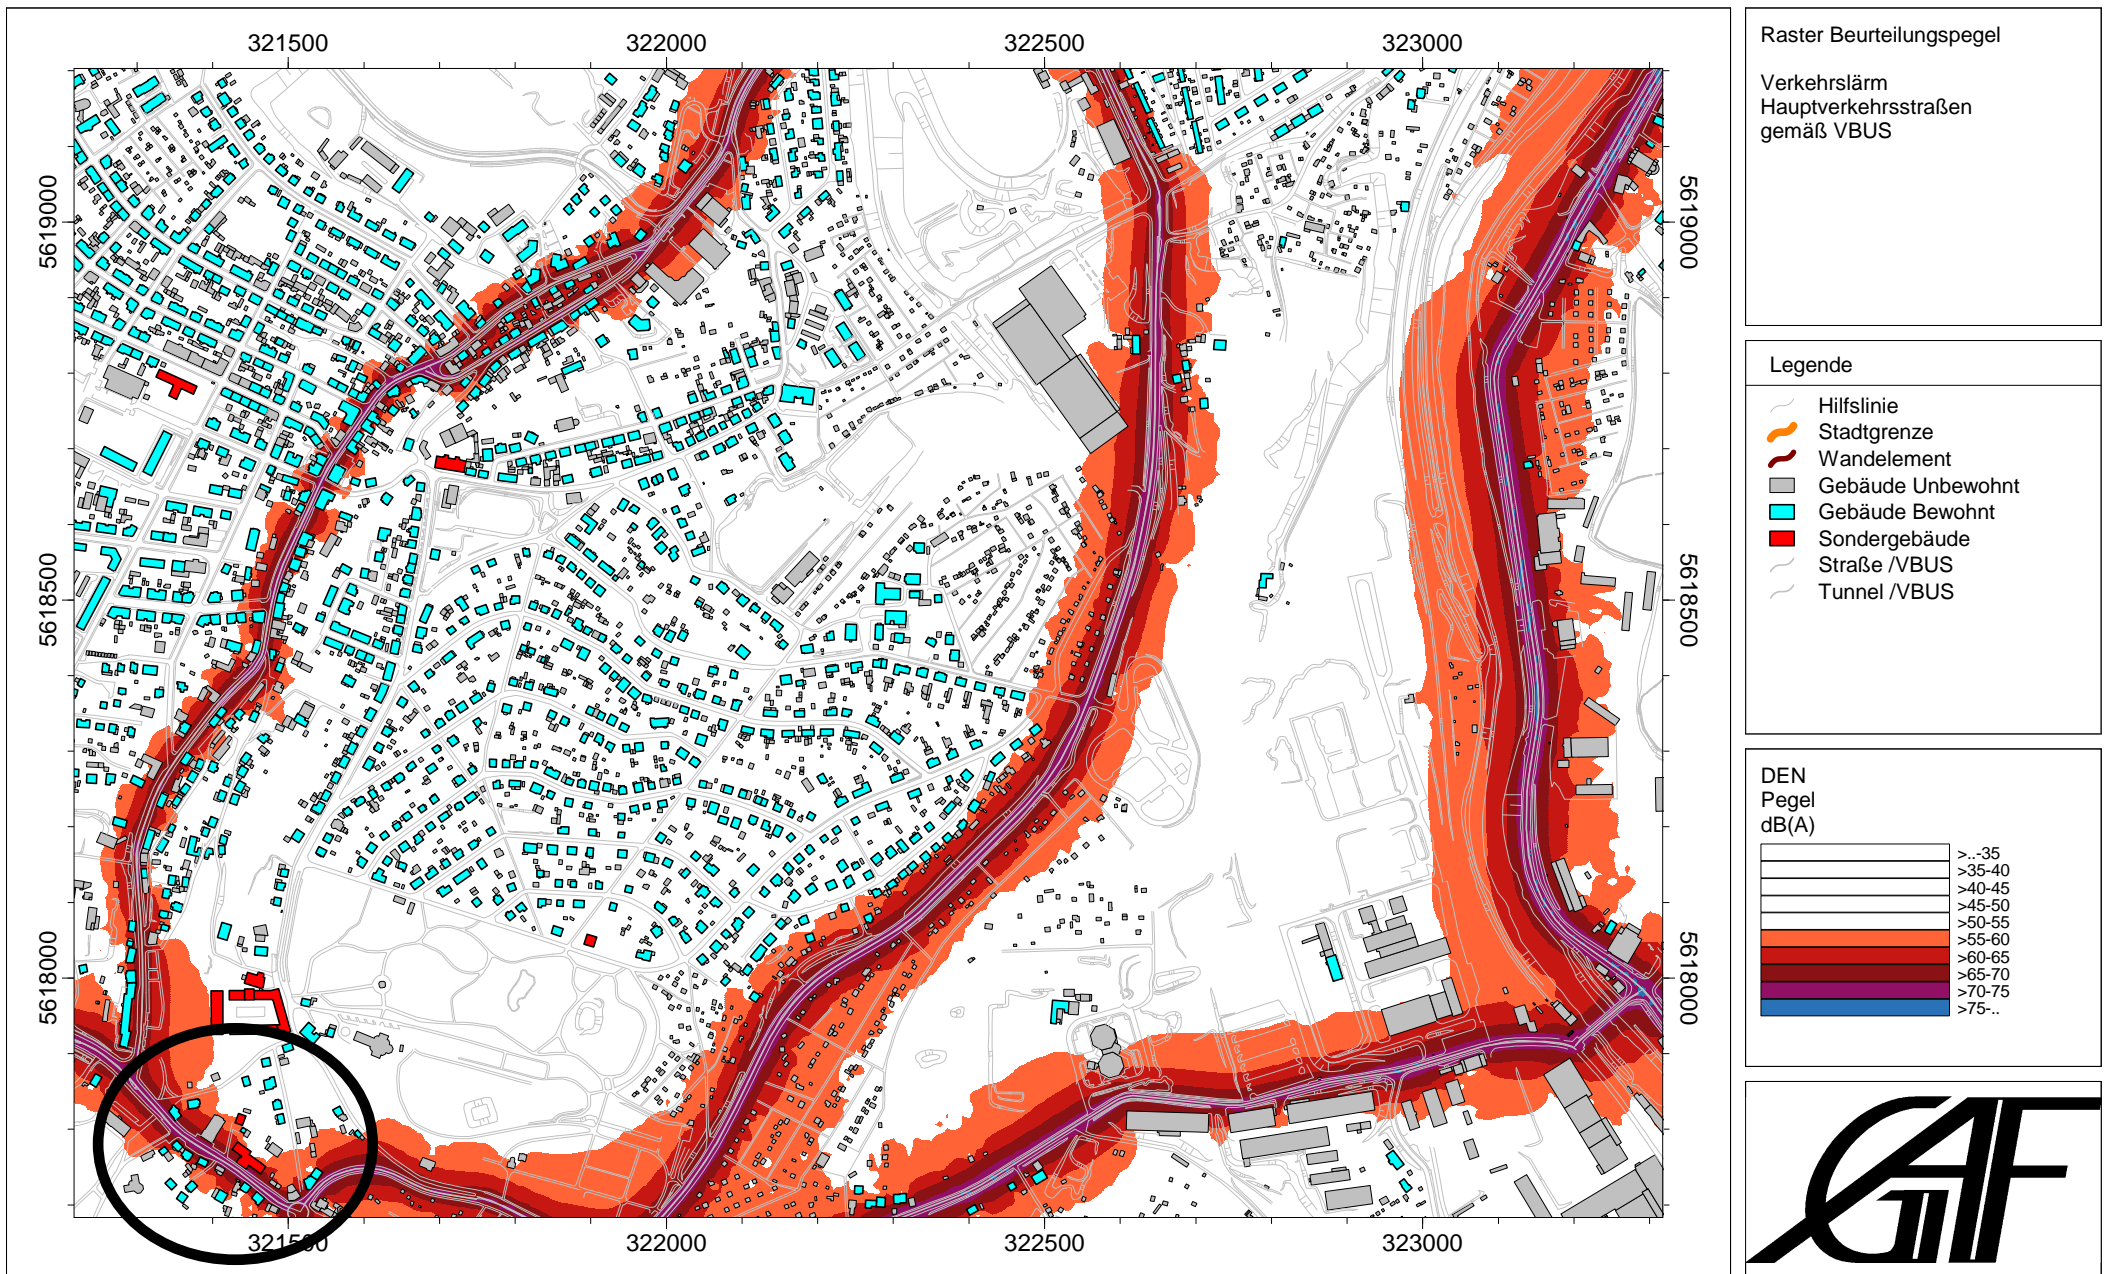 321500 322000 322500 323000
5619000
5618500
5618000
5619000
5618500
5618000
321500 322000 322500 323000
Raster Beurteilungspegel
Verkehrslärm
Hauptverkehrsstraßen
gemäß VBUS
Legende
Hilfslinie
Stadtgrenze
Wandelement
Gebäude Unbewohnt
Gebäude Bewohnt
Sondergebäude
Straße /VBUS
Tunnel /VBUS
DEN
Pegel
dB(A)
>..-35
>35-40
>40-45
>45-50
>50-55
>55-60
>60-65
>65-70
>70-75
>75-..
GAF